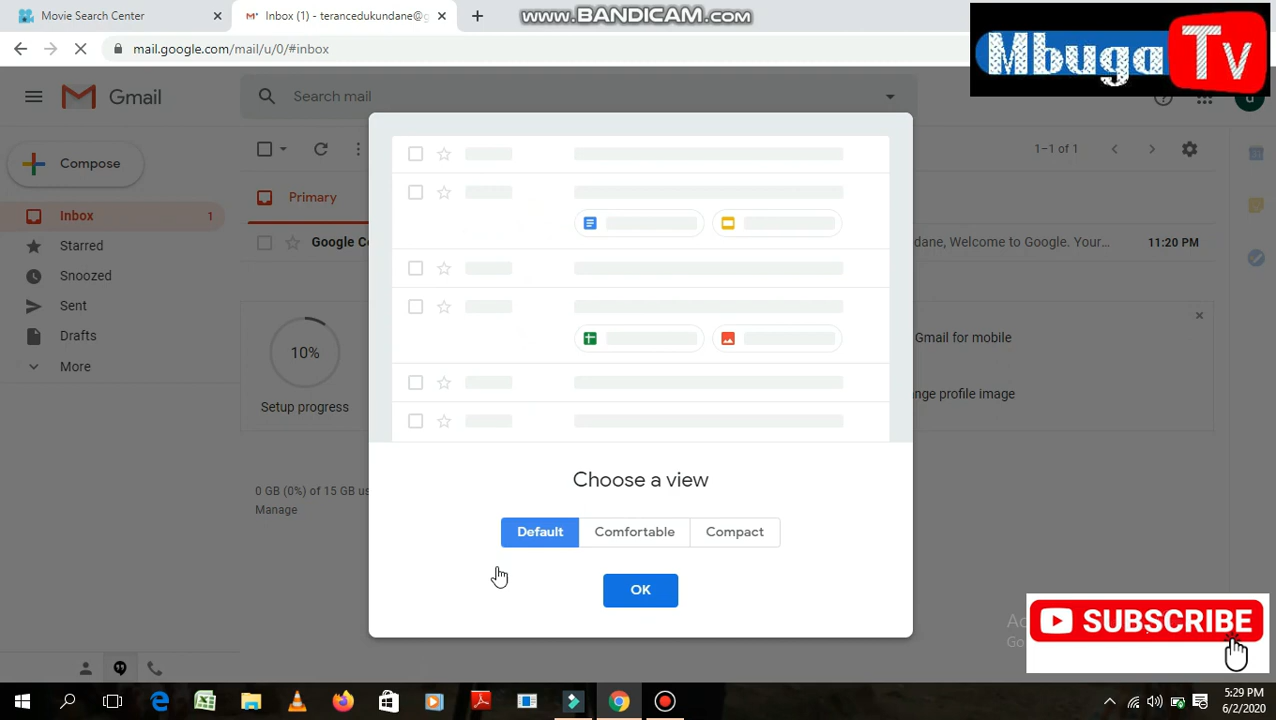 Movie Search Center
Inbox (1) - terancedukundane@g
www.BANDICAM.com
mail.google.com/mail/u/0/#inbox
Mbuga Tv
Gmail
Search mail
Compose
1–1 of 1
Primary
Inbox 1
Google Co
dane, Welcome to Google. Your... 11:20 PM
Starred
Snoozed
Sent
Drafts
More
10%
Setup progress
Gmail for mobile
nge profile image
0 GB (0%) of 15 GB us
Manage
Choose a view
Default Comfortable Compact
OK
SUBSCRIBE
5:29 PM
6/2/2020